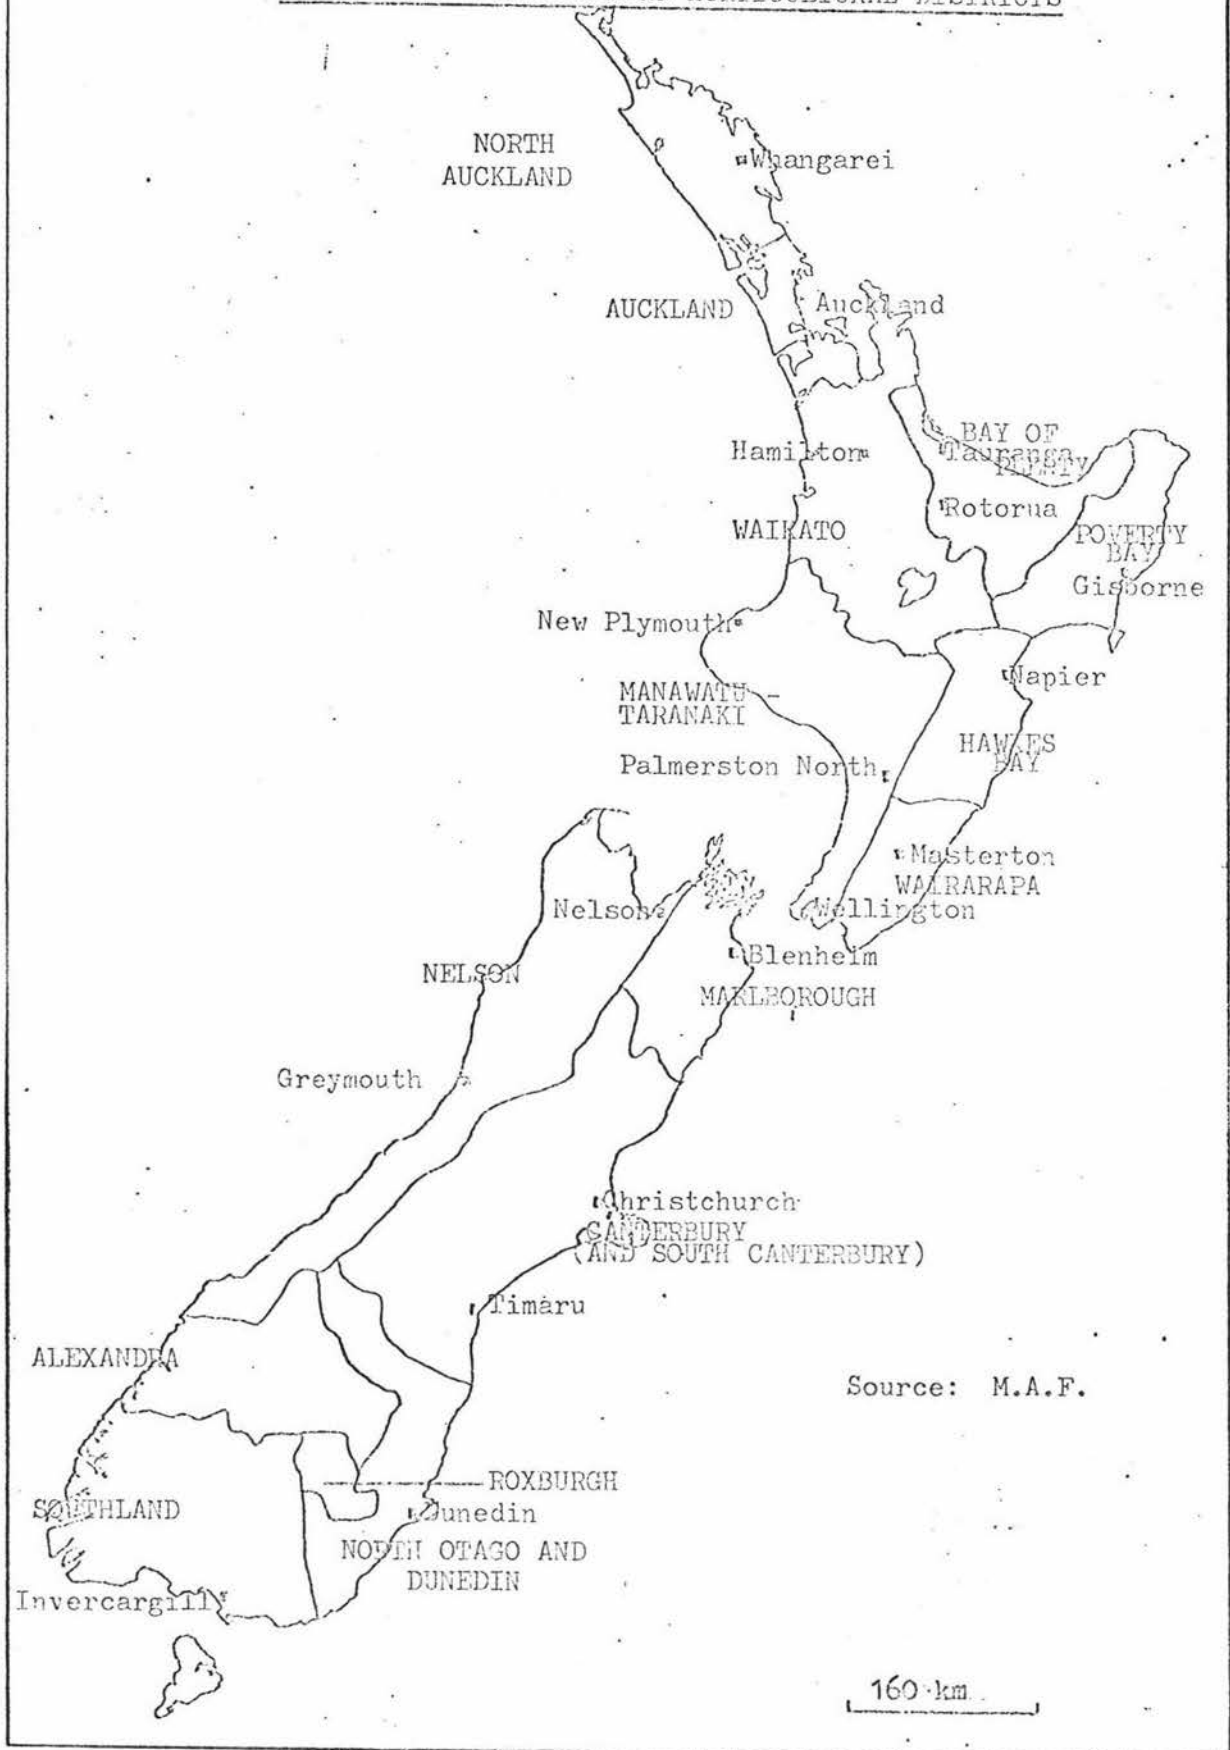 HORTICULTURAL DISTRICTS
NORTH
AUCKLAND
Whangarei
AUCKLAND
Auckland
Hamilton
BAY OF
Tauranga
PLENTY
Rotorua
WAIKATO
POVERTY
BAY
Gisborne
New Plymouth
Napier
MANAWATU -
TARANAKI
HAWKES
BAY
Palmerston North
Masterton
WAIRARAPA
Nelson
Wellington
Blenheim
NELSON
MARLBOROUGH
Greymouth
Christchurch
CANTERBURY
(AND SOUTH CANTERBURY)
Timaru
ALEXANDRA
Source: M.A.F.
ROXBURGH
SOUTHLAND
Dunedin
NORTH OTAGO AND
DUNEDIN
Invercargill
160 km